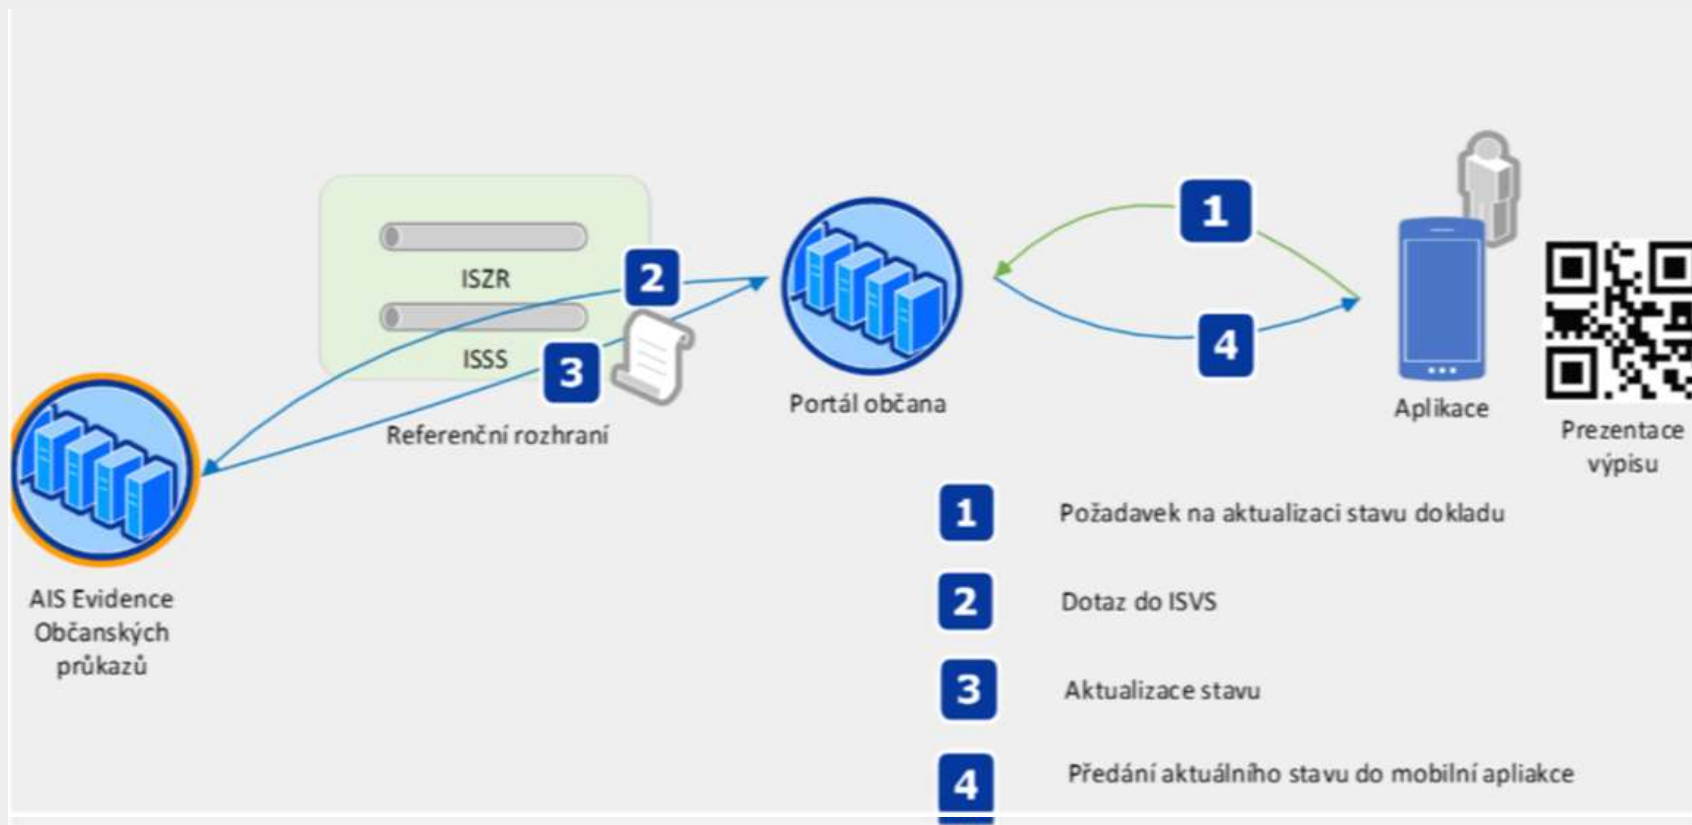 1
ISZR
2
ISSS
3
4
Portál občana
Aplikace
Referenční rozhraní
Prezentace
výpisu
1 Požadavek na aktualizaci stavu dokladu
AIS Evidence
Občanských
průkazů
2 Dotaz do ISVS
3 Aktualizace stavu
4 Předání aktuálního stavu do mobilní apliakce